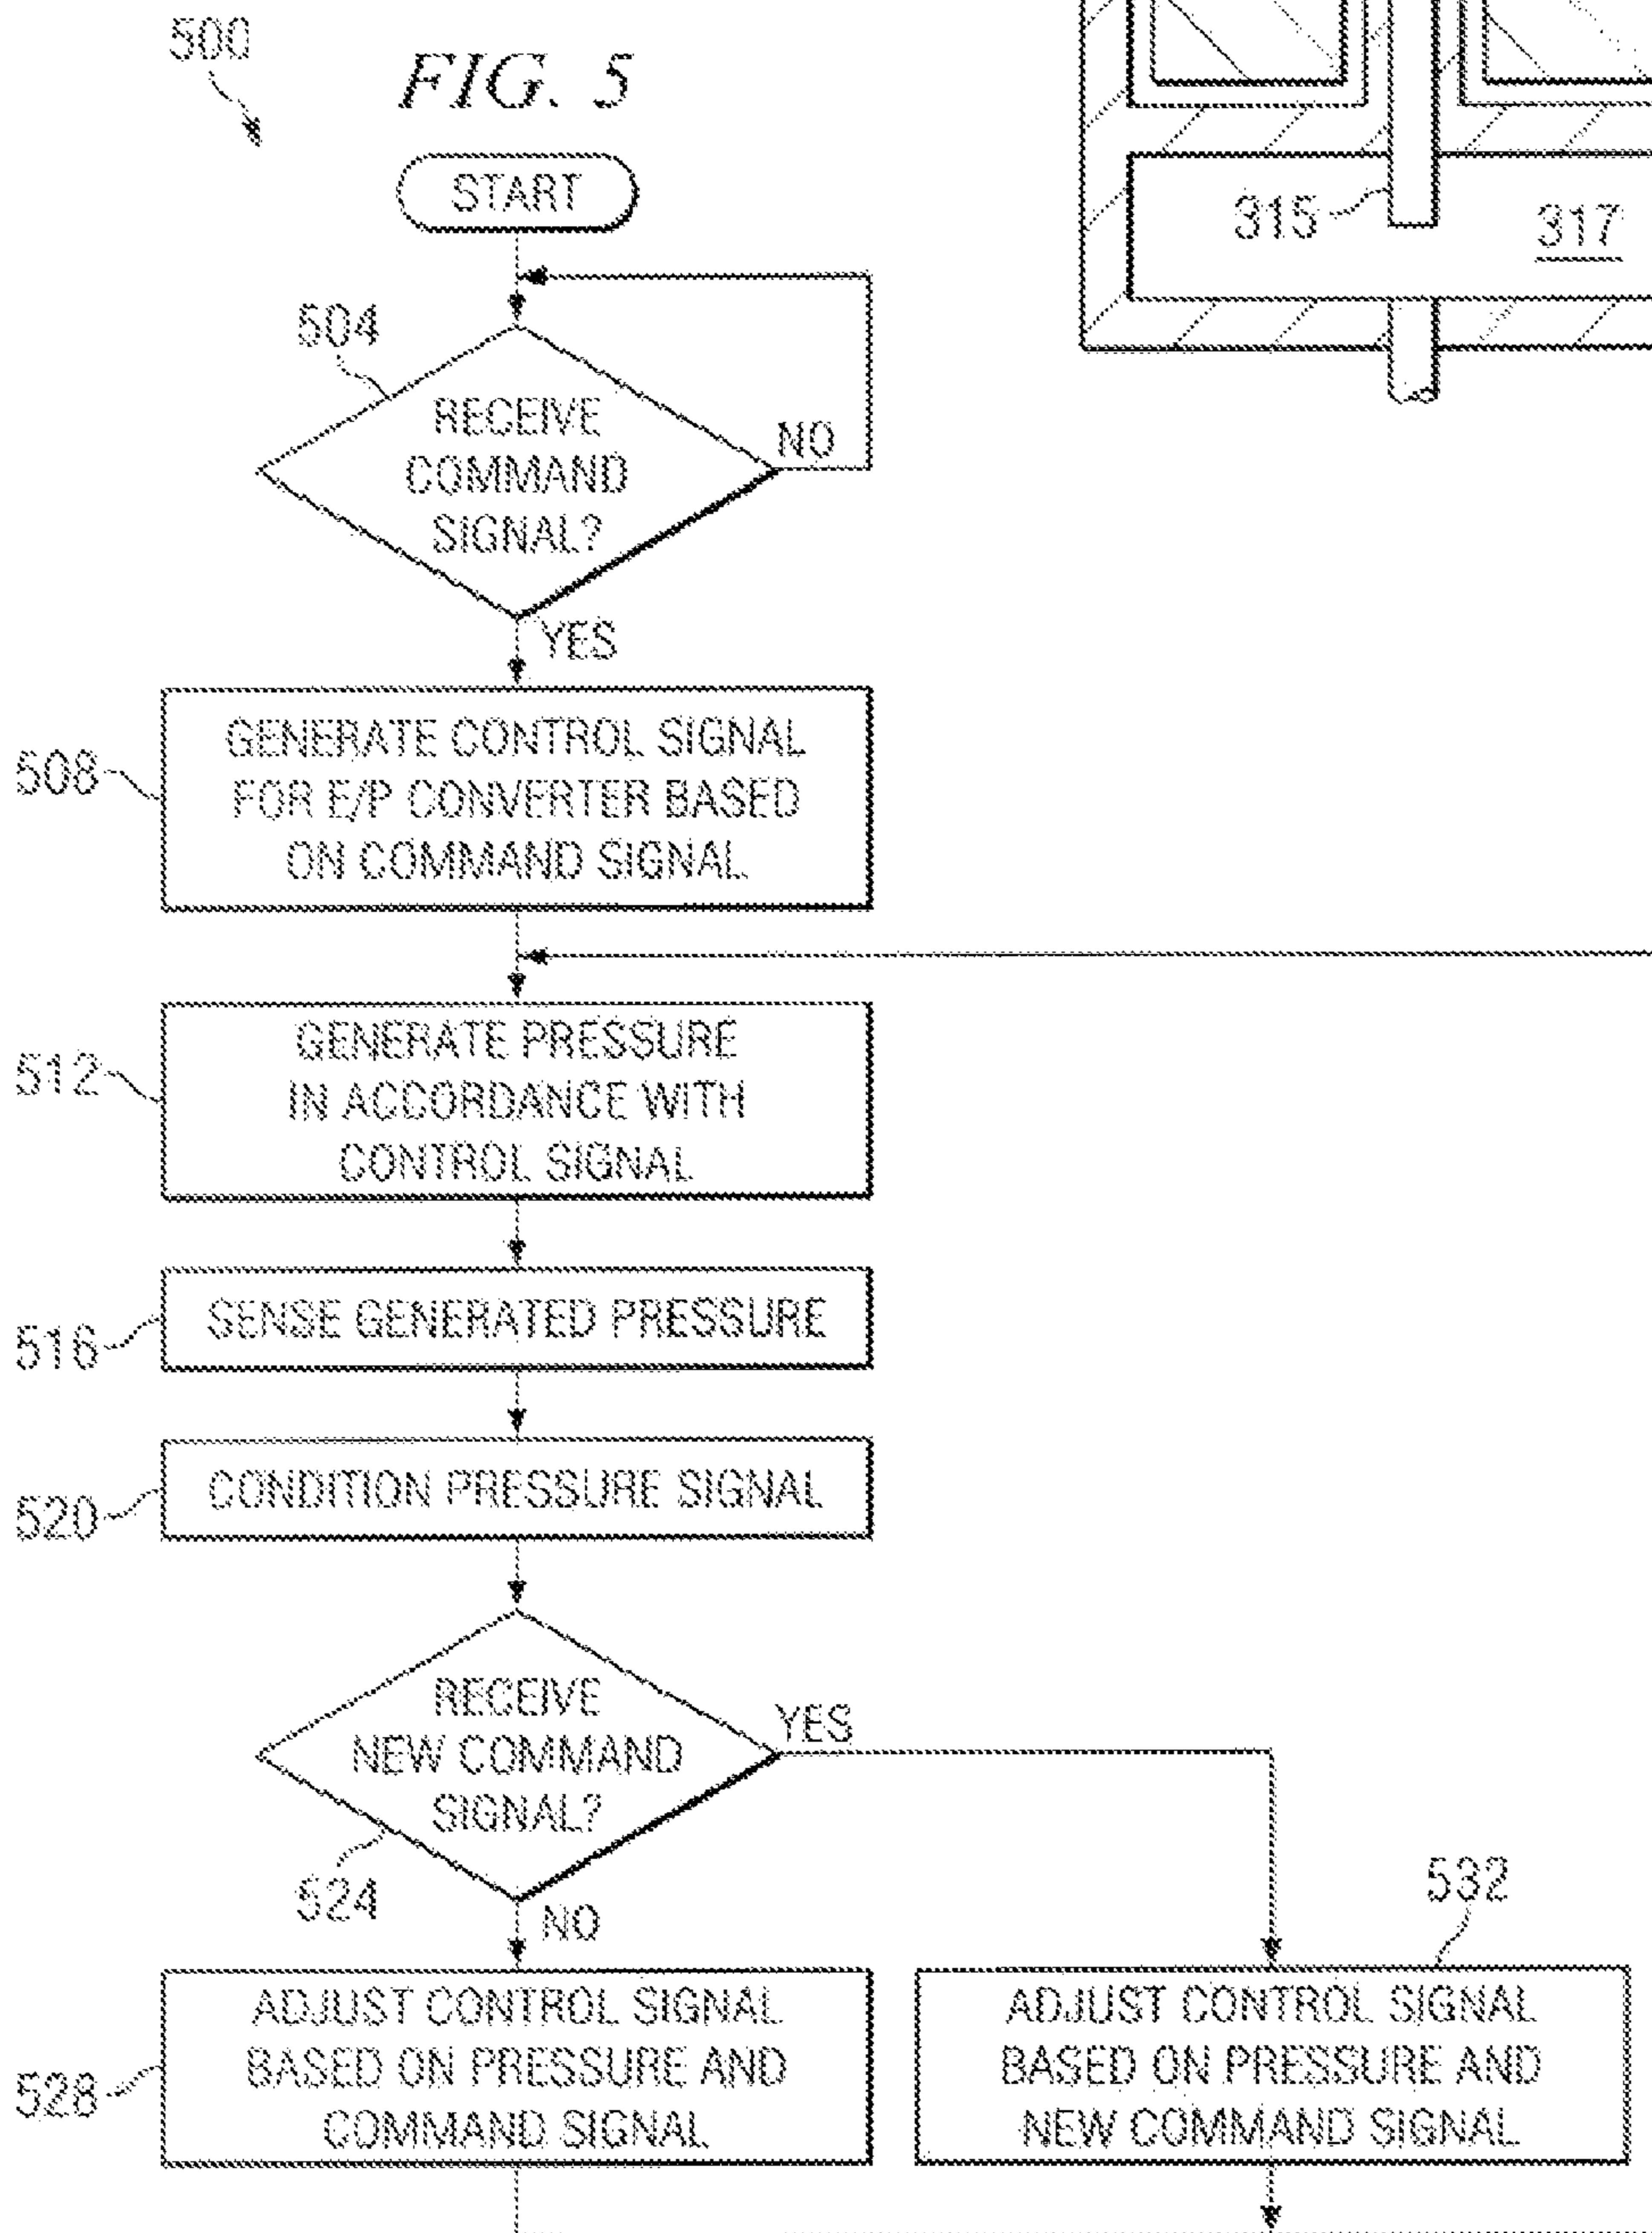 500
FIG. 5
START
315
317
504
RECEIVE
COMMAND
SIGNAL?
NO
YES
508
GENERATE CONTROL SIGNAL
FOR E/P CONVERTER BASED
ON COMMAND SIGNAL
512
GENERATE PRESSURE
IN ACCORDANCE WITH
CONTROL SIGNAL
516
SENSE GENERATED PRESSURE
520
CONDITION PRESSURE SIGNAL
RECEIVE
NEW COMMAND
SIGNAL?
YES
524
NO
532
528
ADJUST CONTROL SIGNAL
BASED ON PRESSURE AND
COMMAND SIGNAL
ADJUST CONTROL SIGNAL
BASED ON PRESSURE AND
NEW COMMAND SIGNAL